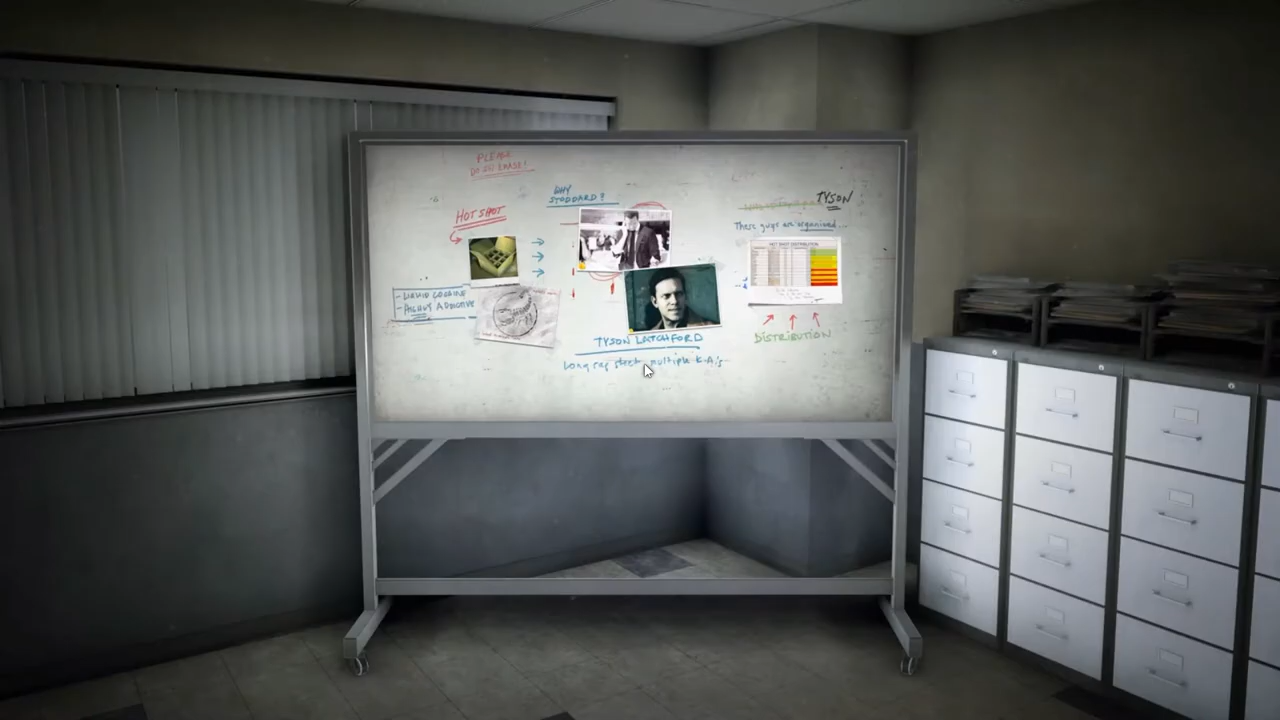 PLEASE
DO NOT ERASE!
WHY
STODDARD?
HOT SHOT
TYSON
These guys are organized...
HOT SHOT DISTRIBUTION
- LIQUID COCAINE
- HIGHLY ADDICTIVE
TYSON LATCHFORD
Long rap sheet, multiple K.A.'s
DISTRIBUTION